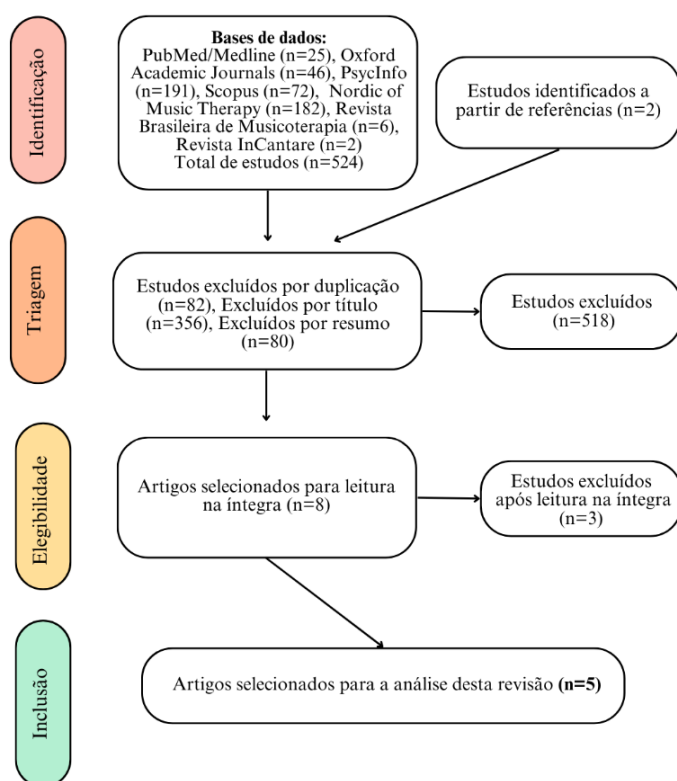 Identificação
Bases de dados:
PubMed/Medline (n=25), Oxford
Academic Journals (n=46), PsycInfo
(n=191), Scopus (n=72), Nordic of
of Music Therapy (n=182), Revista
Brasileira de Musicoterapia (n=6),
Revista InCantare (n=2)
Total de estudos (n=524)
Estudos identificados a
partir de referências (n=2)
Triagem
Estudos excluídos por duplicação
(n=82), Excluídos por título
(n=356), Excluídos por resumo
(n=80)
Estudos excluídos
(n=518)
Elegibilidade
Artigos selecionados para leitura
na íntegra (n=8)
Estudos excluídos
após leitura na íntegra
(n=3)
Inclusão
Artigos selecionados para a análise desta revisão (n=5)